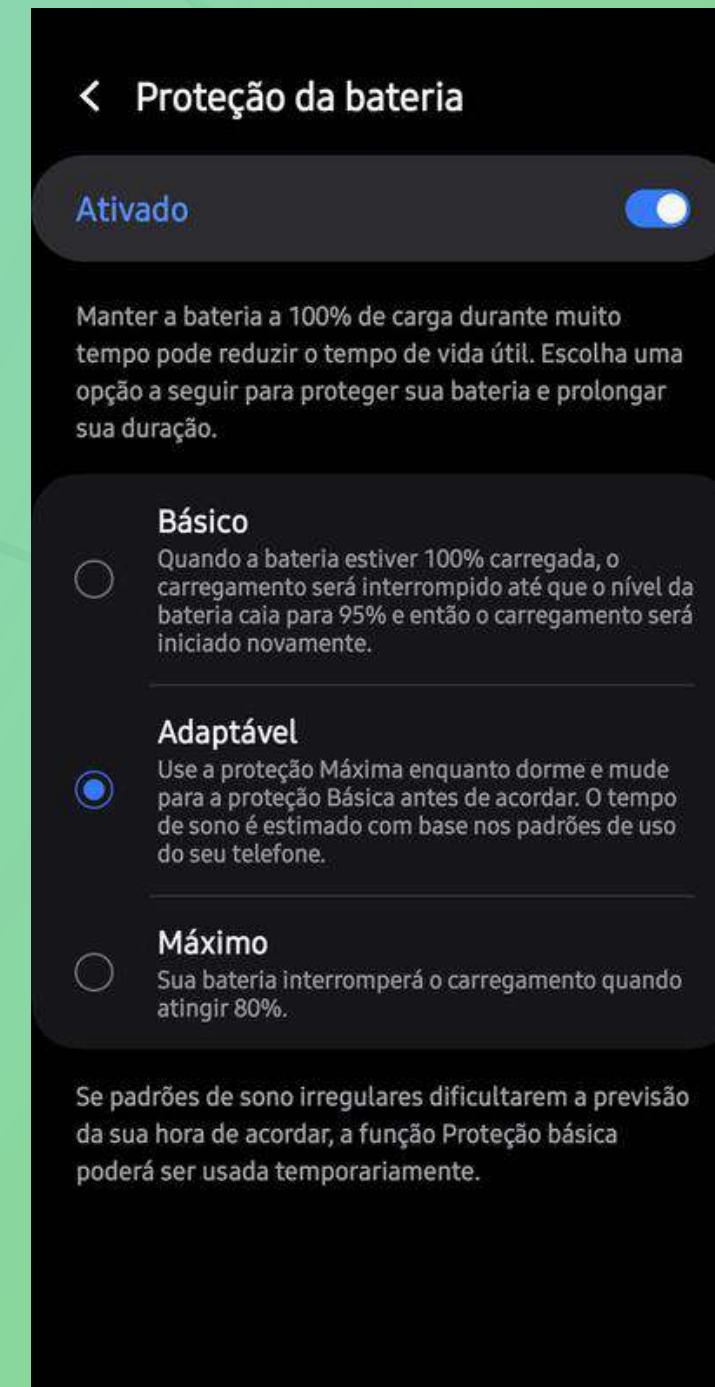 Proteção da bateria
Ativado
Manter a bateria a 100% de carga durante muito
tempo pode reduzir o tempo de vida útil. Escolha uma
opção a seguir para proteger sua bateria e prolongar
sua duração.
Básico
Quando a bateria estiver 100% carregada, o
carregamento será interrompido até que o nível da
bateria caia para 95% e então o carregamento será
iniciado novamente.
Adaptável
Use a proteção Máxima enquanto dorme e mude
para a proteção Básica antes de acordar. O tempo
de sono é estimado com base nos padrões de uso
do seu telefone.
Máximo
Sua bateria interromperá o carregamento quando
atingir 80%.
Se padrões de sono irregulares dificultarem a previsão
da sua hora de acordar, a função Proteção básica
poderá ser usada temporariamente.